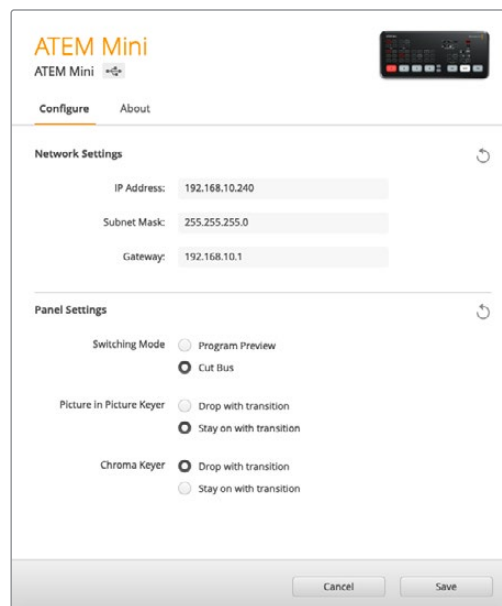 ATEM Mini
ATEM Mini
Configure About
Network Settings
IP Address: 192.168.10.240
Subnet Mask: 255.255.255.0
Gateway: 192.168.10.1
Panel Settings
Switching Mode Program Preview
Cut Bus
Picture in Picture Keyer Drop with transition
Stay on with transition
Chroma Keyer Drop with transition
Stay on with transition
Cancel Save